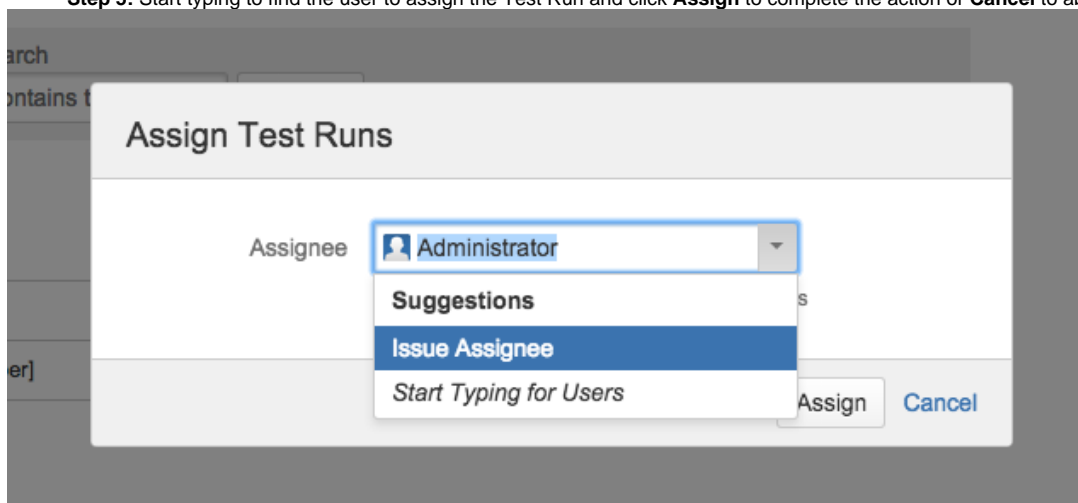 Step 3: Start typing to find the user to assign the Test Run and click Assign to complete the action or Cancel to
arch
ontains t
Assign Test Runs
Assignee Administrator
Suggestions
s
Issue Assignee
er]
Start Typing for Users
Assign Cancel